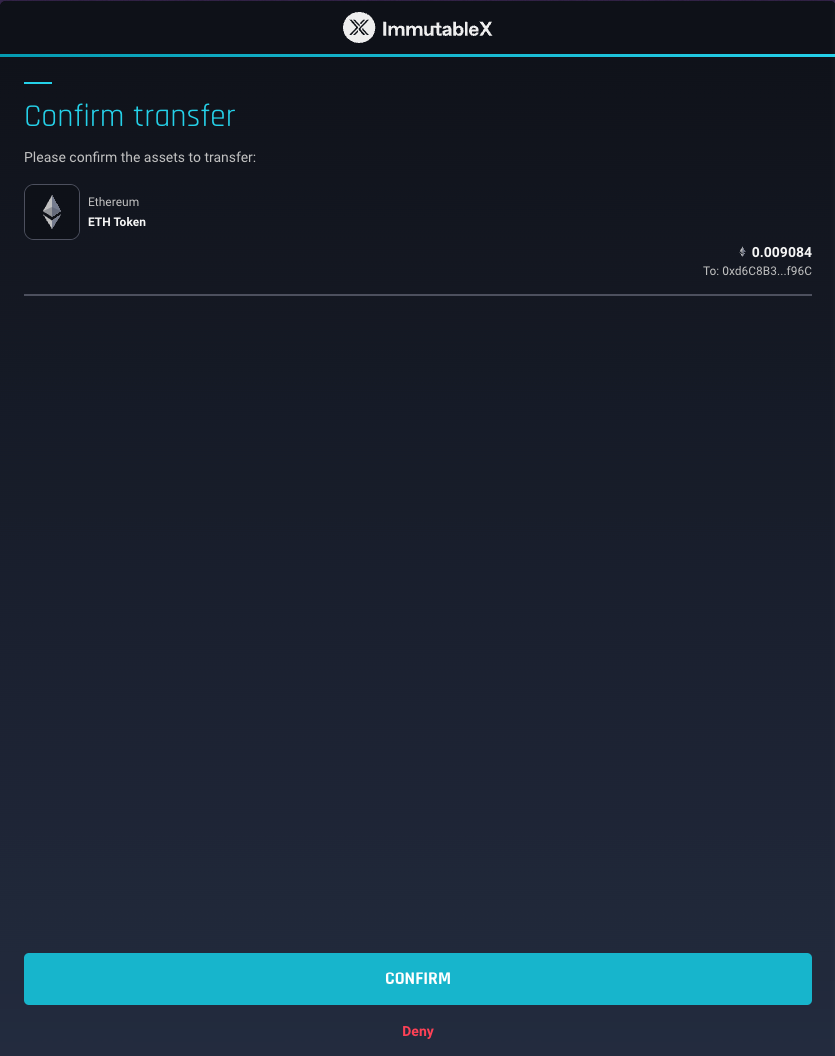 ImmutableX
Confirm transfer
Please confirm the assets to transfer:
Ethereum
ETH Token
0.009084
To: 0xd6C8B3...f96C
CONFIRM
Deny